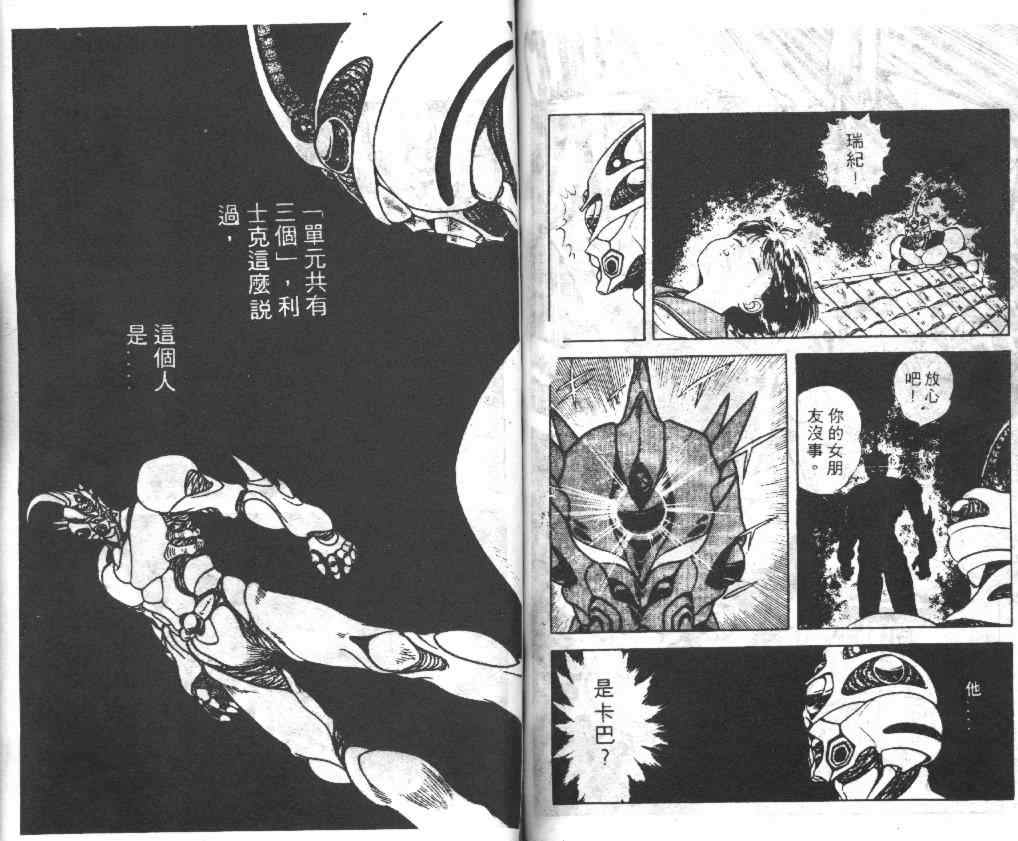 瑞紀！
放心
吧！
你的女朋
友沒事。
他‥‥
是卡巴？
「單元共有
三個」，利
士克這麼説
過，
這個人
是‥‥